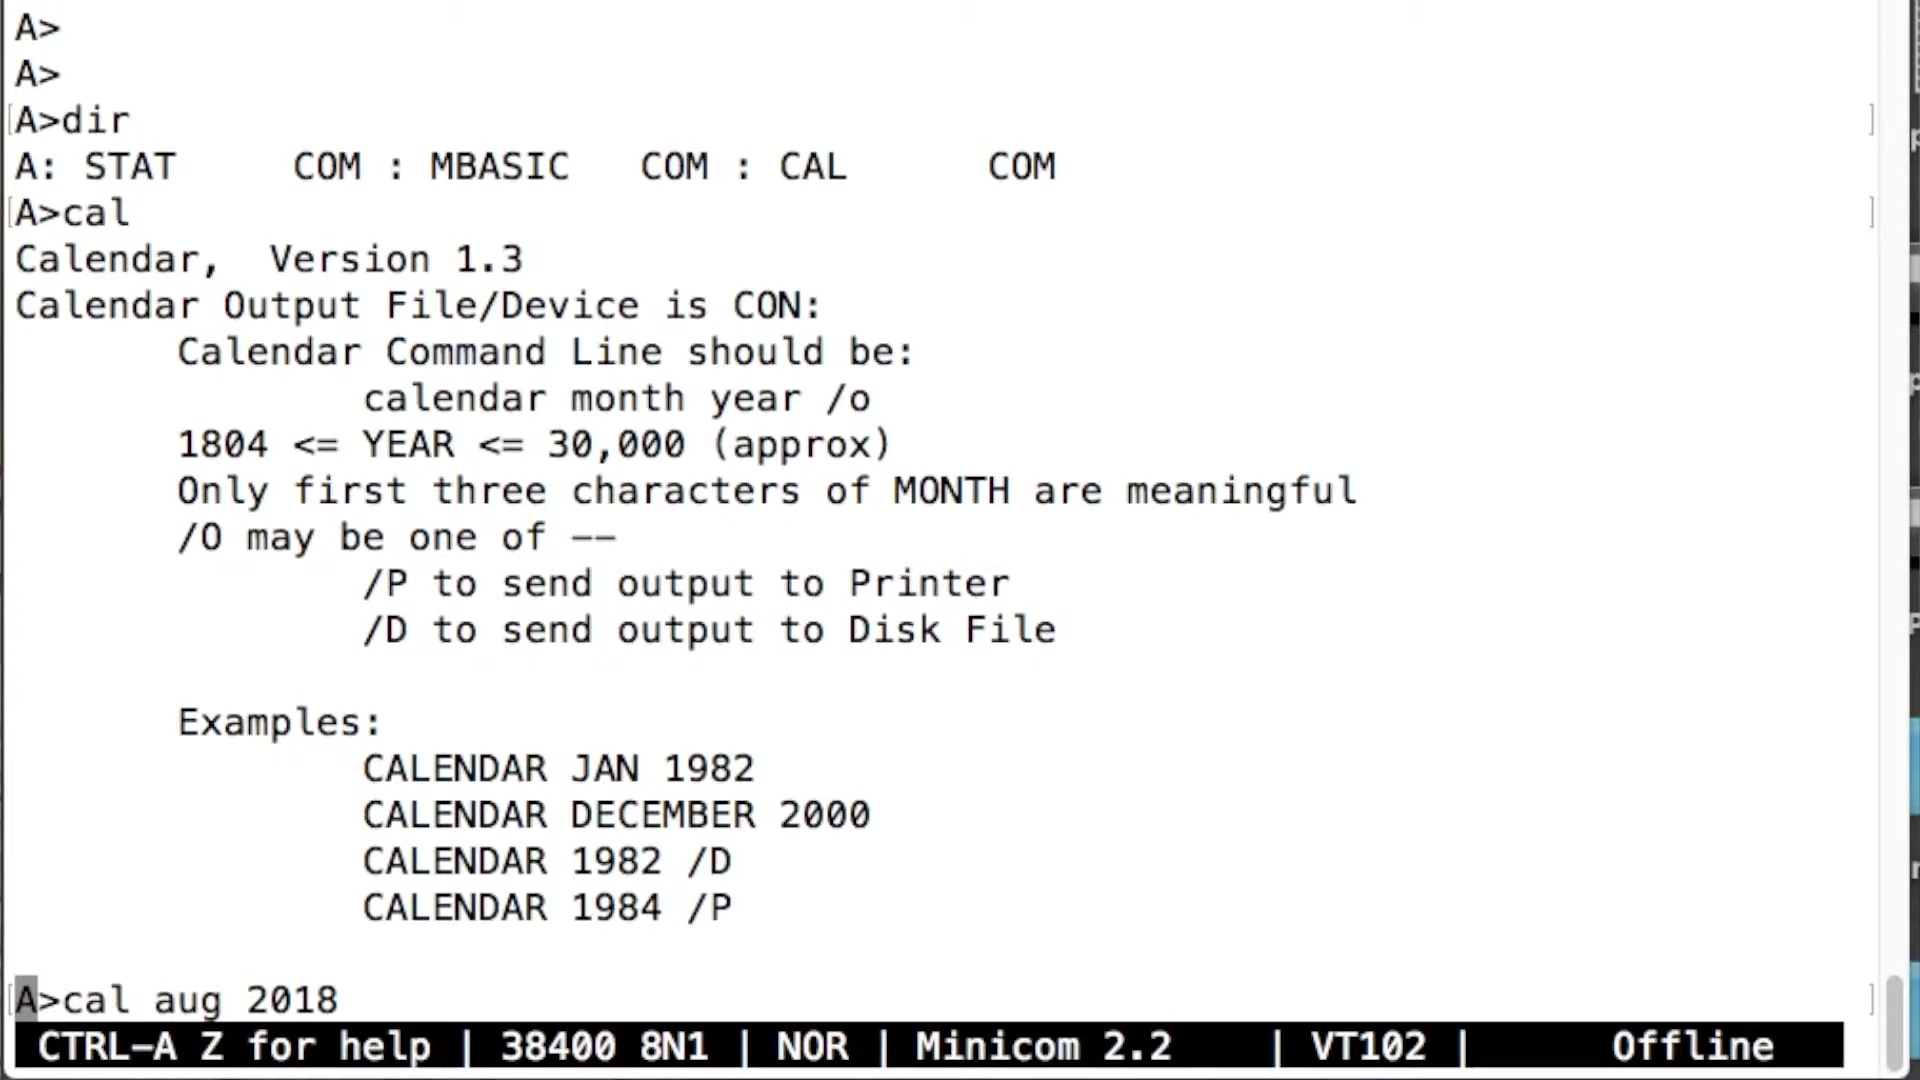 A>
A>
[A>dir ]
A: STAT     COM : MBASIC   COM : CAL      COM
[A>cal ]
Calendar,  Version 1.3
Calendar Output File/Device is CON:
       Calendar Command Line should be:
               calendar month year /o
       1804 <= YEAR <= 30,000 (approx)
       Only first three characters of MONTH are meaningful
       /O may be one of --
               /P to send output to Printer
               /D to send output to Disk File
       Examples:
               CALENDAR JAN 1982
               CALENDAR DECEMBER 2000
               CALENDAR 1982 /D
               CALENDAR 1984 /P
[A>cal aug 2018 ]
CTRL-A Z for help | 38400 8N1 | NOR | Minicom 2.2    | VT102 |      Offline